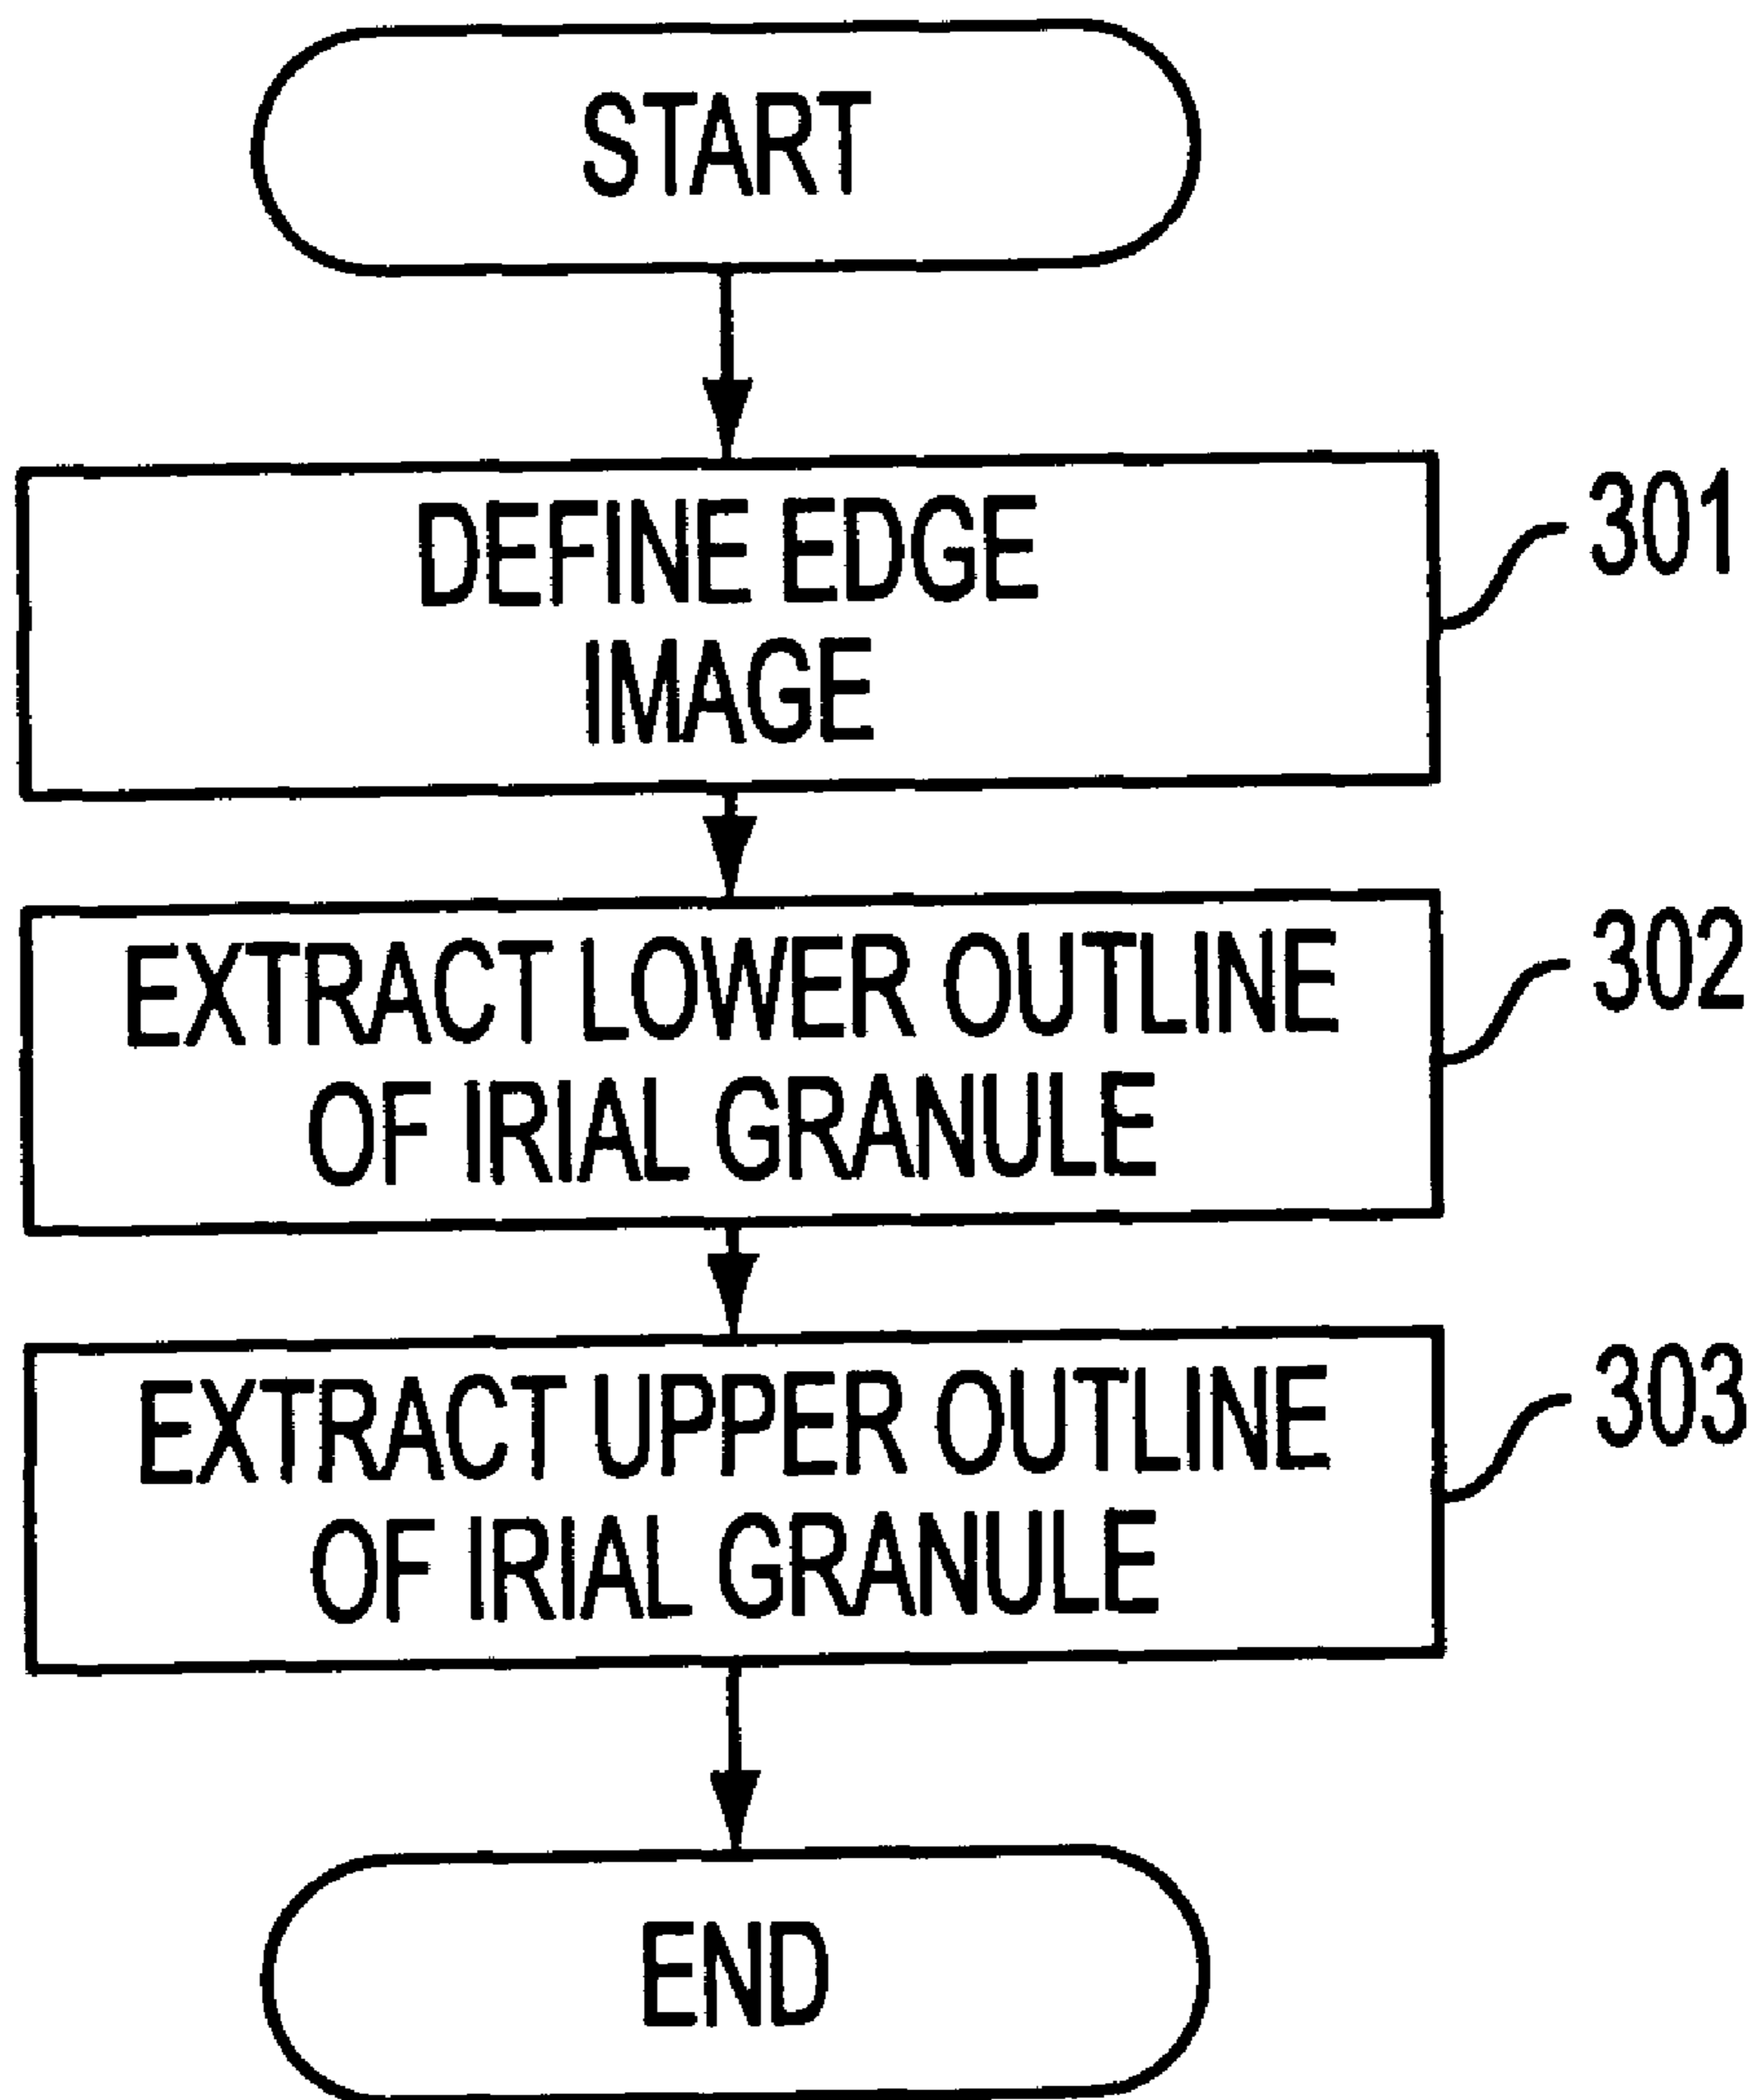 START
DEFINE EDGE
IMAGE
301
EXTRACT LOWER OUTLINE
OF IRIAL GRANULE
302
EXTRACT UPPER OUTLINE
OF IRIAL GRANULE
303
END